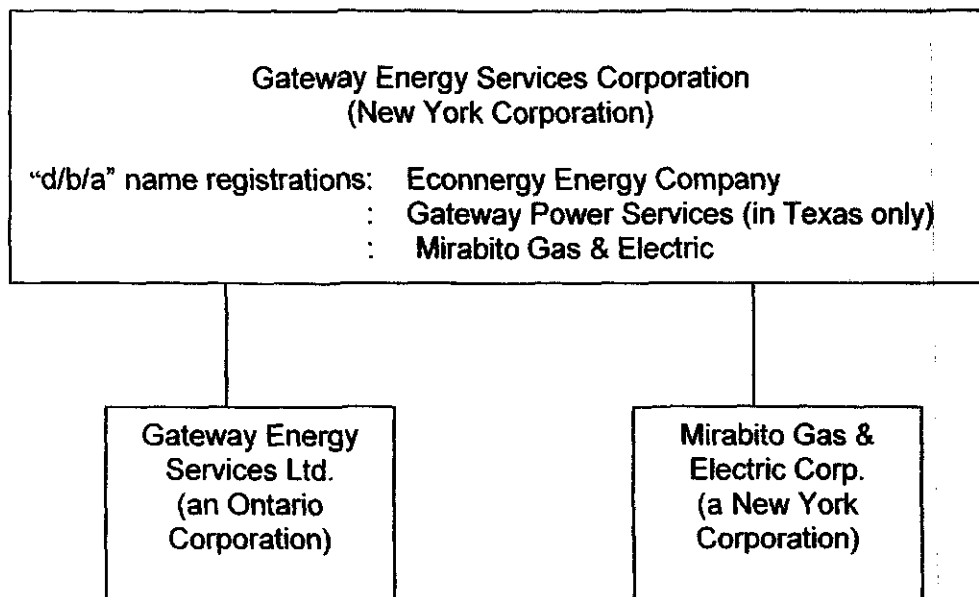 Gateway Energy Services Corporation
(New York Corporation)
“d/b/a” name registrations: Econnergy Energy Company
: Gateway Power Services (in Texas only)
: Mirabito Gas & Electric
Gateway Energy
Services Ltd.
(an Ontario
Corporation)
Mirabito Gas &
Electric Corp.
(a New York
Corporation)